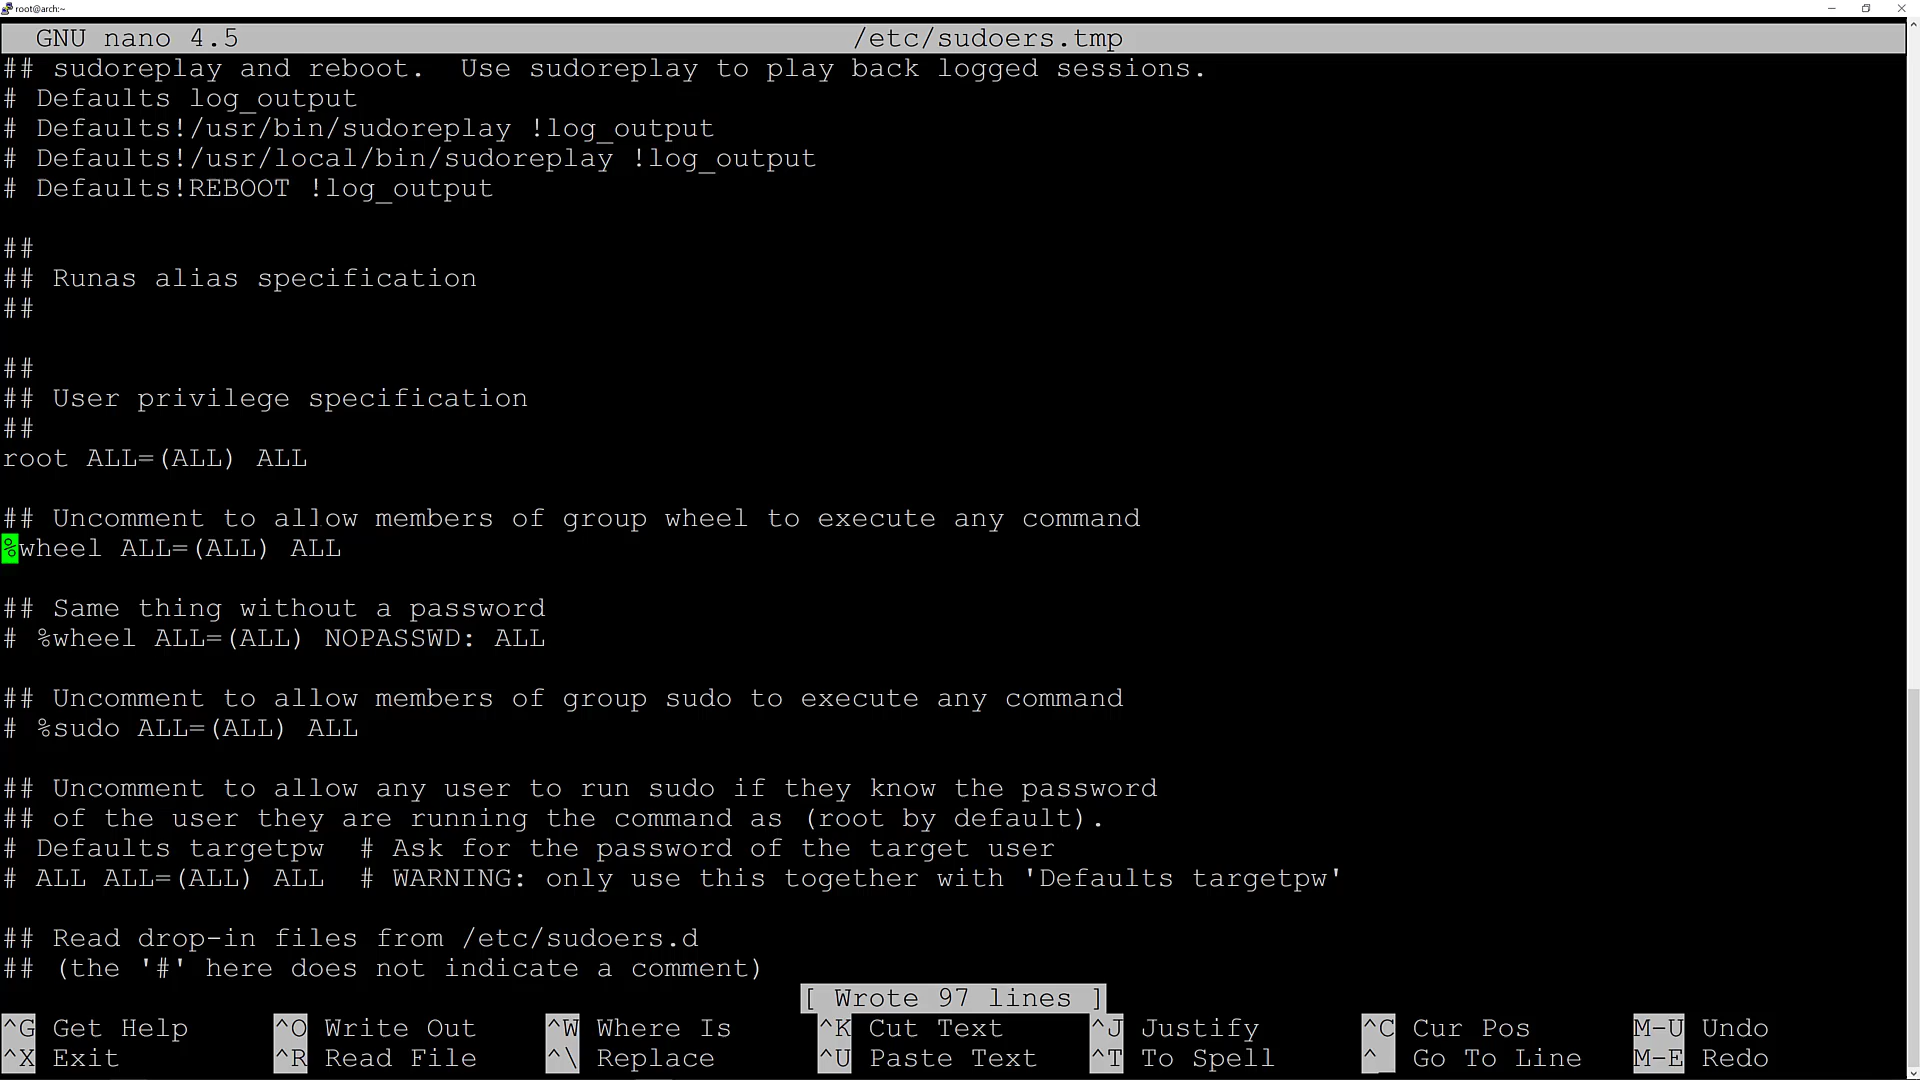 root@arch:~
GNU nano 4.5 /etc/sudoers.tmp
## sudoreplay and reboot.  Use sudoreplay to play back logged sessions.
# Defaults log_output
# Defaults!/usr/bin/sudoreplay !log_output
# Defaults!/usr/local/bin/sudoreplay !log_output
# Defaults!REBOOT !log_output
##
## Runas alias specification
##
##
## User privilege specification
##
root ALL=(ALL) ALL
## Uncomment to allow members of group wheel to execute any command
%wheel ALL=(ALL) ALL
## Same thing without a password
# %wheel ALL=(ALL) NOPASSWD: ALL
## Uncomment to allow members of group sudo to execute any command
# %sudo ALL=(ALL) ALL
## Uncomment to allow any user to run sudo if they know the password
## of the user they are running the command as (root by default).
# Defaults targetpw  # Ask for the password of the target user
# ALL ALL=(ALL) ALL  # WARNING: only use this together with 'Defaults targetpw'
## Read drop-in files from /etc/sudoers.d
## (the '#' here does not indicate a comment)
[ Wrote 97 lines ]
^G Get Help ^O Write Out ^W Where Is ^K Cut Text ^J Justify ^C Cur Pos M-U Undo
^X Exit ^R Read File ^\ Replace ^U Paste Text ^T To Spell ^_ Go To Line M-E Redo